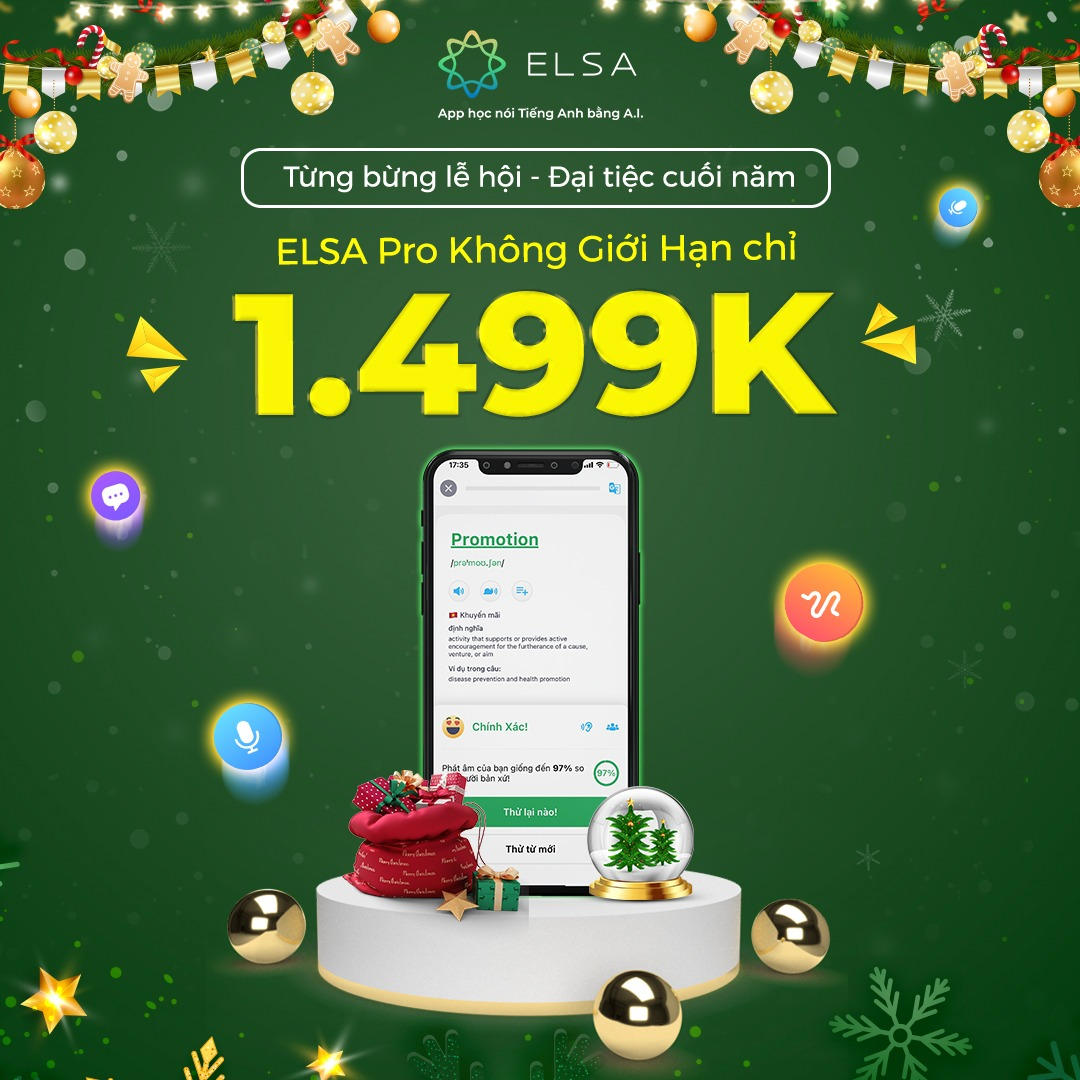 ELSA
App học nói Tiếng Anh bằng A.I.
Từng bừng lễ hội - Đại tiệc cuối năm
ELSA Pro Không Giới Hạn chỉ
1.499K
17:35
Promotion
/prəˈmoʊ.ʃən/
Khuyến mãi
định nghĩa
activity that supports or provides active
encouragement for the furtherance of a cause,
venture, or aim
Ví dụ trong câu:
disease prevention and health promotion
Chính Xác!
Phát âm của bạn giống đến 97% so
bản xứ!
97%
Thử lại nào!
Thử từ mới
Merry Christmas